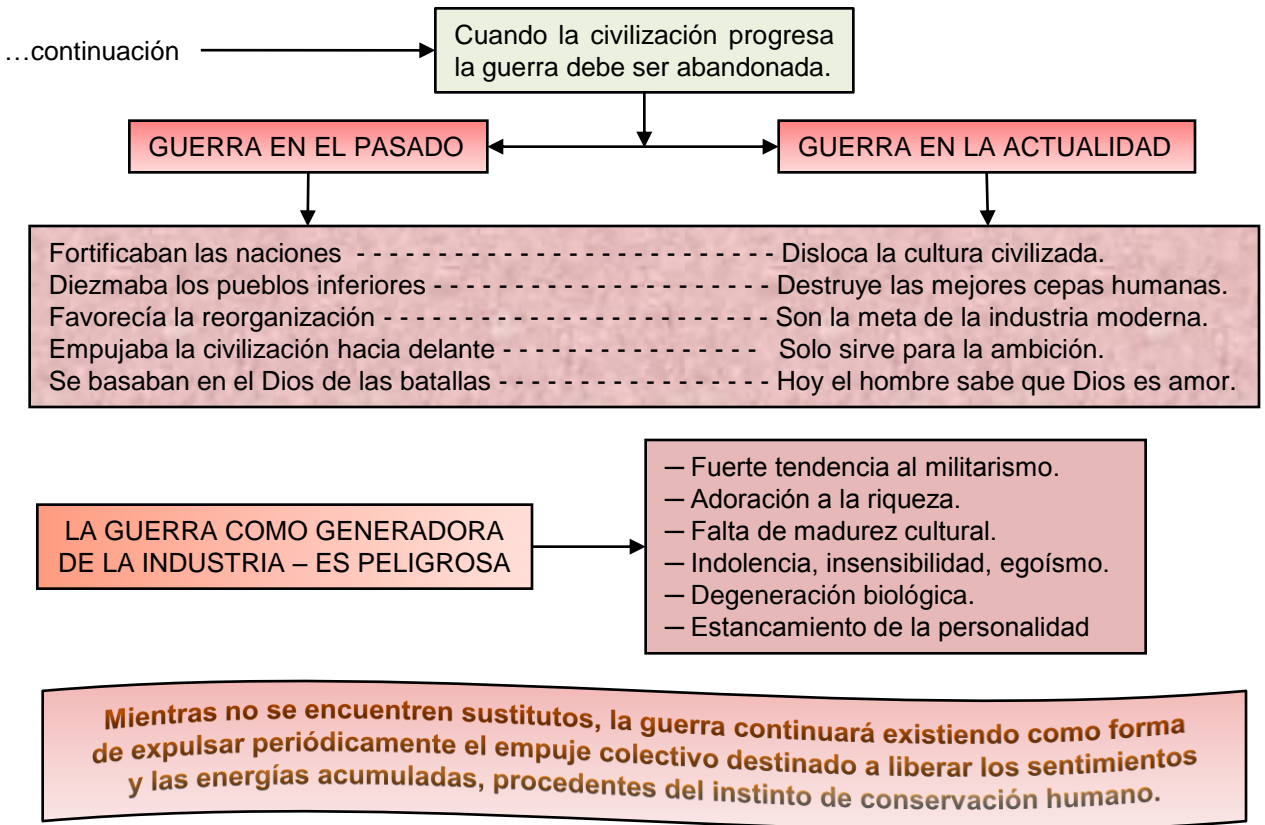 …continuación
Cuando la civilización progresa
la guerra debe ser abandonada.
GUERRA EN EL PASADO
GUERRA EN LA ACTUALIDAD
Fortificaban las naciones - - - - - - - - - - - - - - - - - - - - - - - - - - Disloca la cultura civilizada.
Diezmaba los pueblos inferiores - - - - - - - - - - - - - - - - - - - - - Destruye las mejores cepas humanas.
Favorecía la reorganización - - - - - - - - - - - - - - - - - - - - - - - - Son la meta de la industria moderna.
Empujaba la civilización hacia delante - - - - - - - - - - - - - - - - Solo sirve para la ambición.
Se basaban en el Dios de las batallas - - - - - - - - - - - - - - - - - Hoy el hombre sabe que Dios es amor.
LA GUERRA COMO GENERADORA
DE LA INDUSTRIA – ES PELIGROSA
─ Fuerte tendencia al militarismo.
─ Adoración a la riqueza.
─ Falta de madurez cultural.
─ Indolencia, insensibilidad, egoísmo.
─ Degeneración biológica.
─ Estancamiento de la personalidad
Mientras no se encuentren sustitutos, la guerra continuará existiendo como forma
de expulsar periódicamente el empuje colectivo destinado a liberar los sentimientos
y las energías acumuladas, procedentes del instinto de conservación humano.